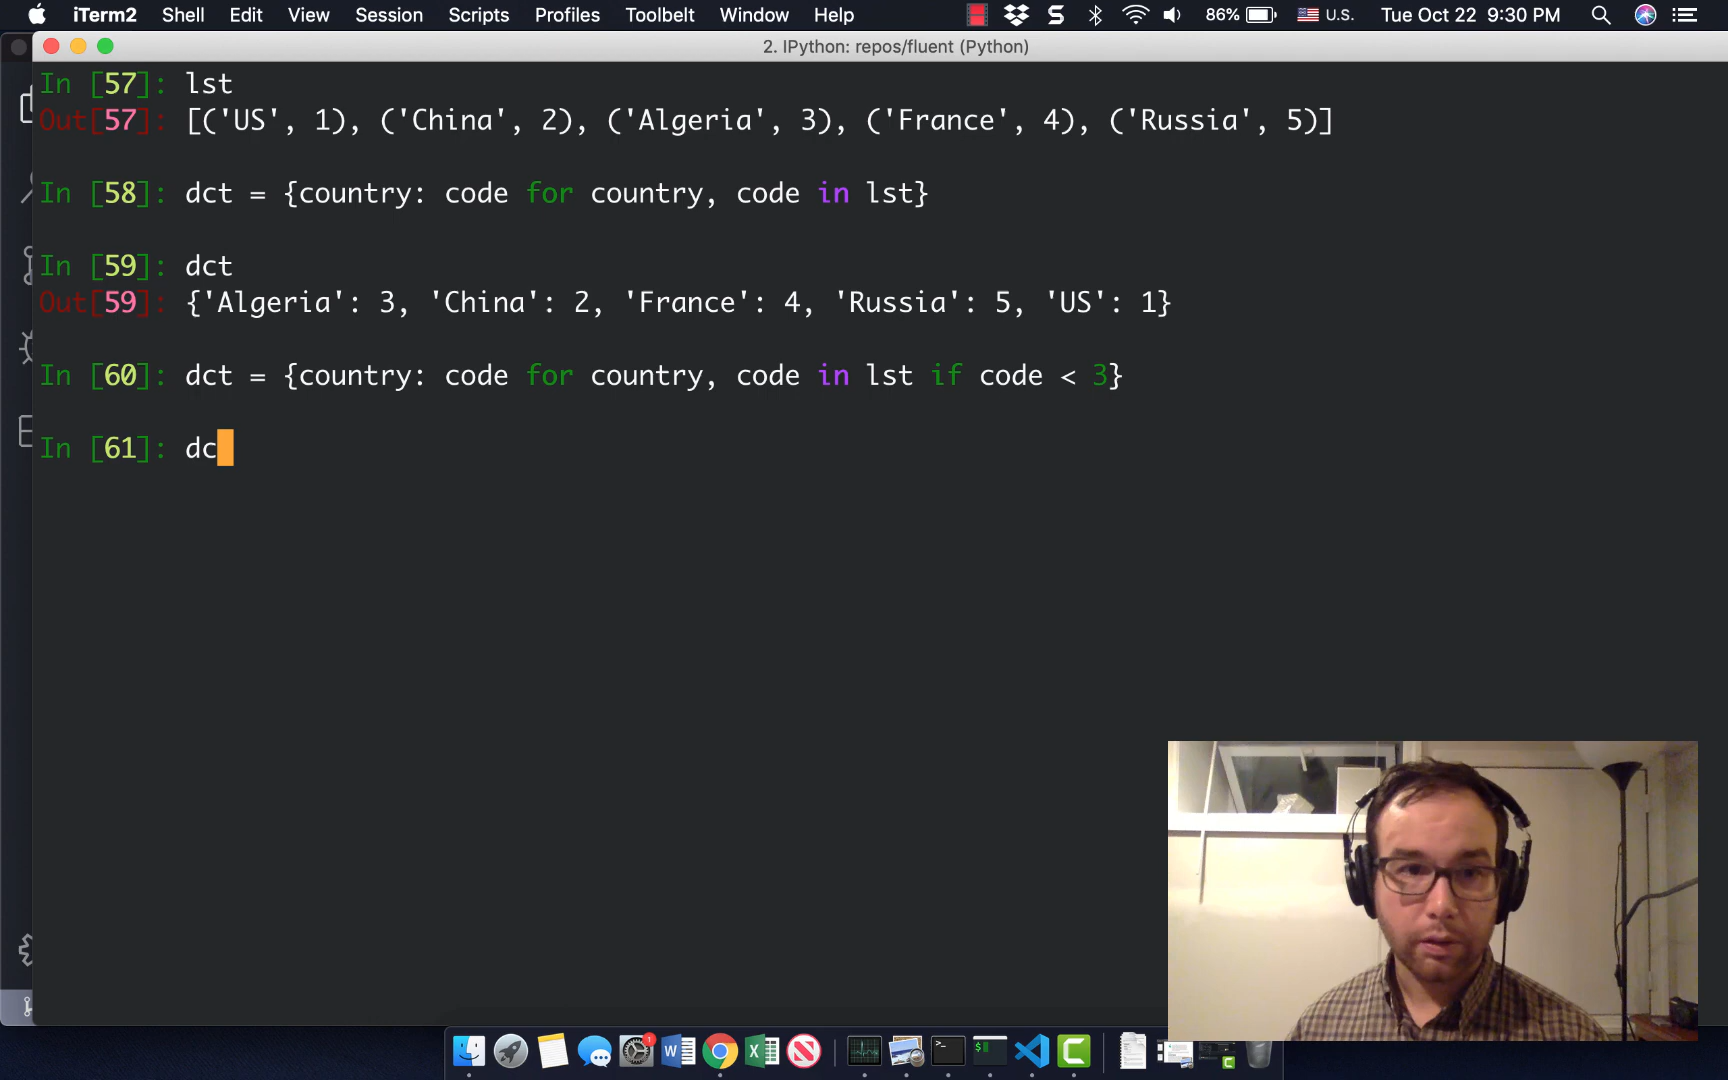 iTerm2 Shell Edit View Session Scripts Profiles Toolbelt Window Help 86% U.S. Tue Oct 22 9:30 PM
2. IPython: repos/fluent (Python)
In [57]: lst
Out[57]: [('US', 1), ('China', 2), ('Algeria', 3), ('France', 4), ('Russia', 5)]
In [58]: dct = {country: code for country, code in lst}
In [59]: dct
Out[59]: {'Algeria': 3, 'China': 2, 'France': 4, 'Russia': 5, 'US': 1}
In [60]: dct = {country: code for country, code in lst if code < 3}
In [61]: dc